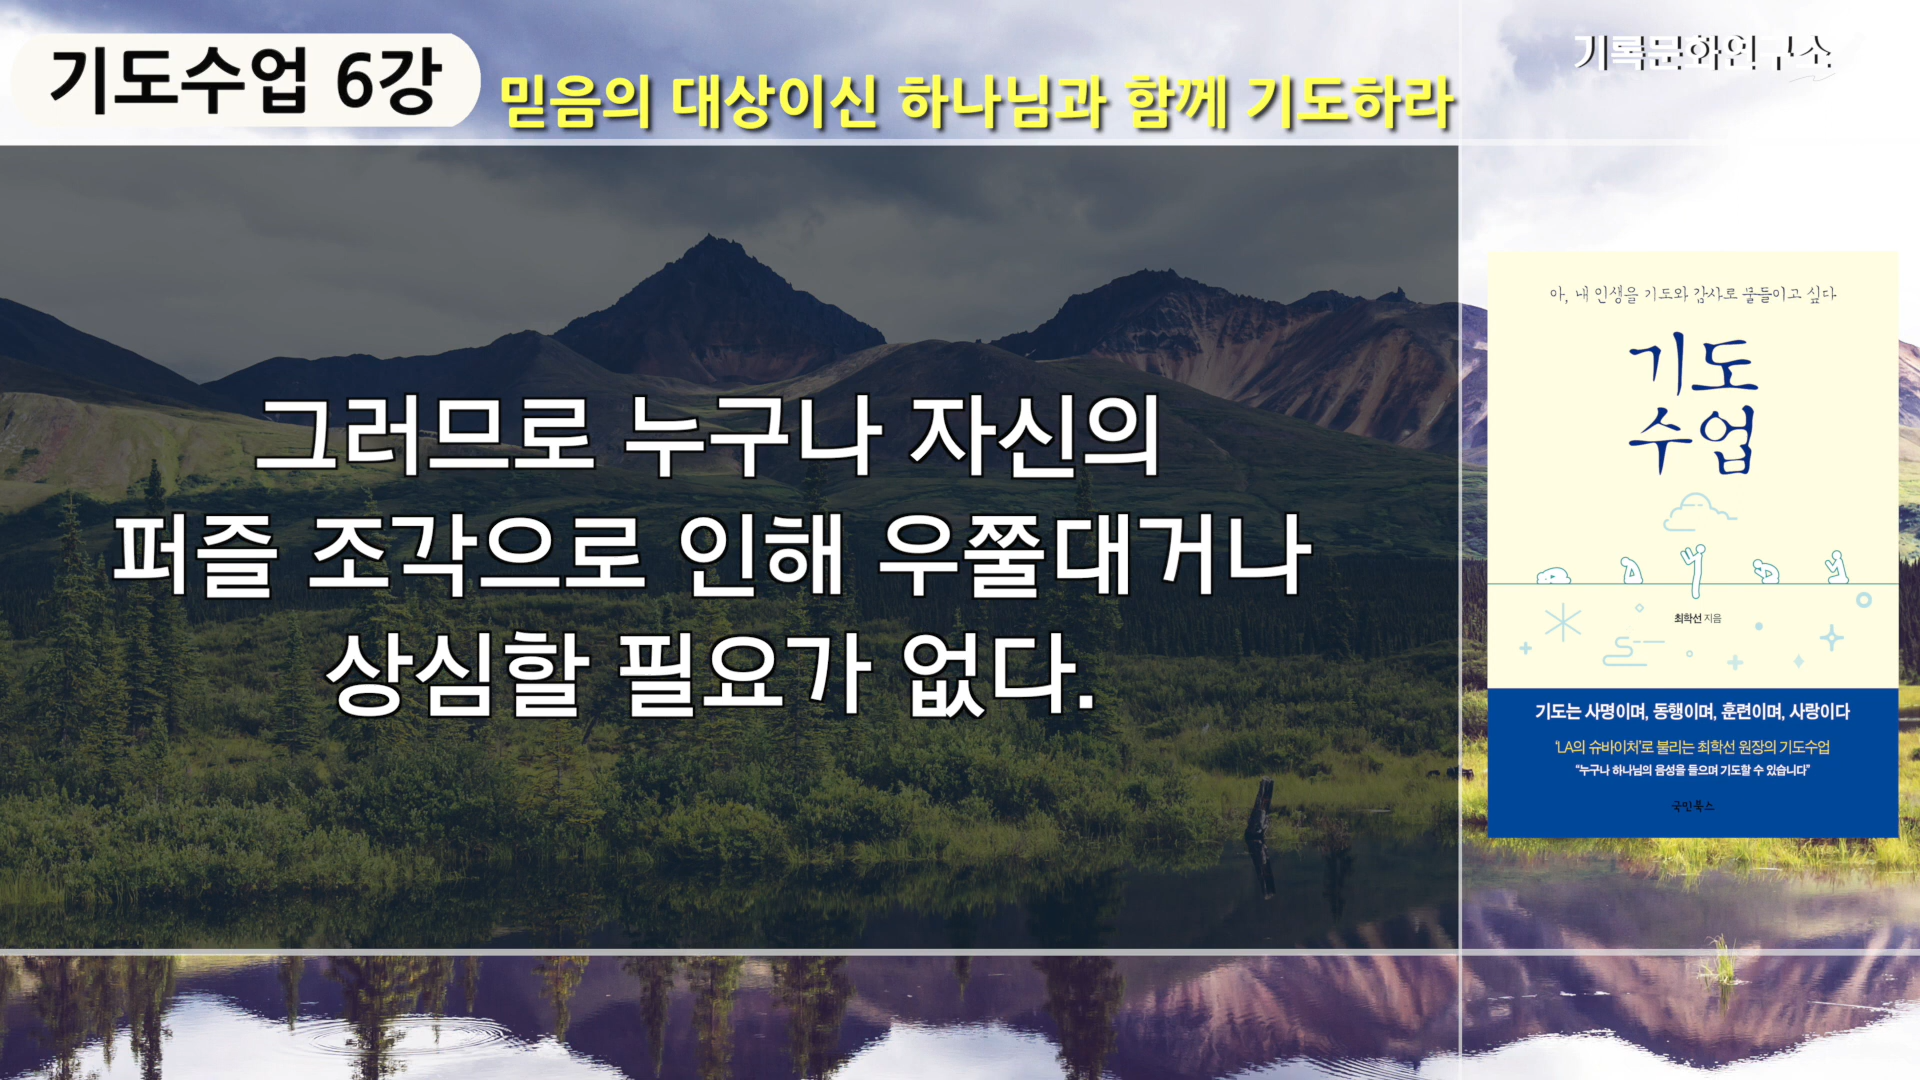 기도수업 6강
믿음의 대상이신 하나님과 함께 기도하라
기록문화연구소
그러므로 누구나 자신의
퍼즐 조각으로 인해 우쭐대거나
상심할 필요가 없다.
아, 내 인생을 기도와 감사로 물들이고 싶다
기도
수업
최학선 지음
기도는 사명이며, 동행이며, 훈련이며, 사랑이다
'LA의 슈바이처'로 불리는 최학선 원장의 기도수업
“누구나 하나님의 음성을 들으며 기도할 수 있습니다”
국민북스